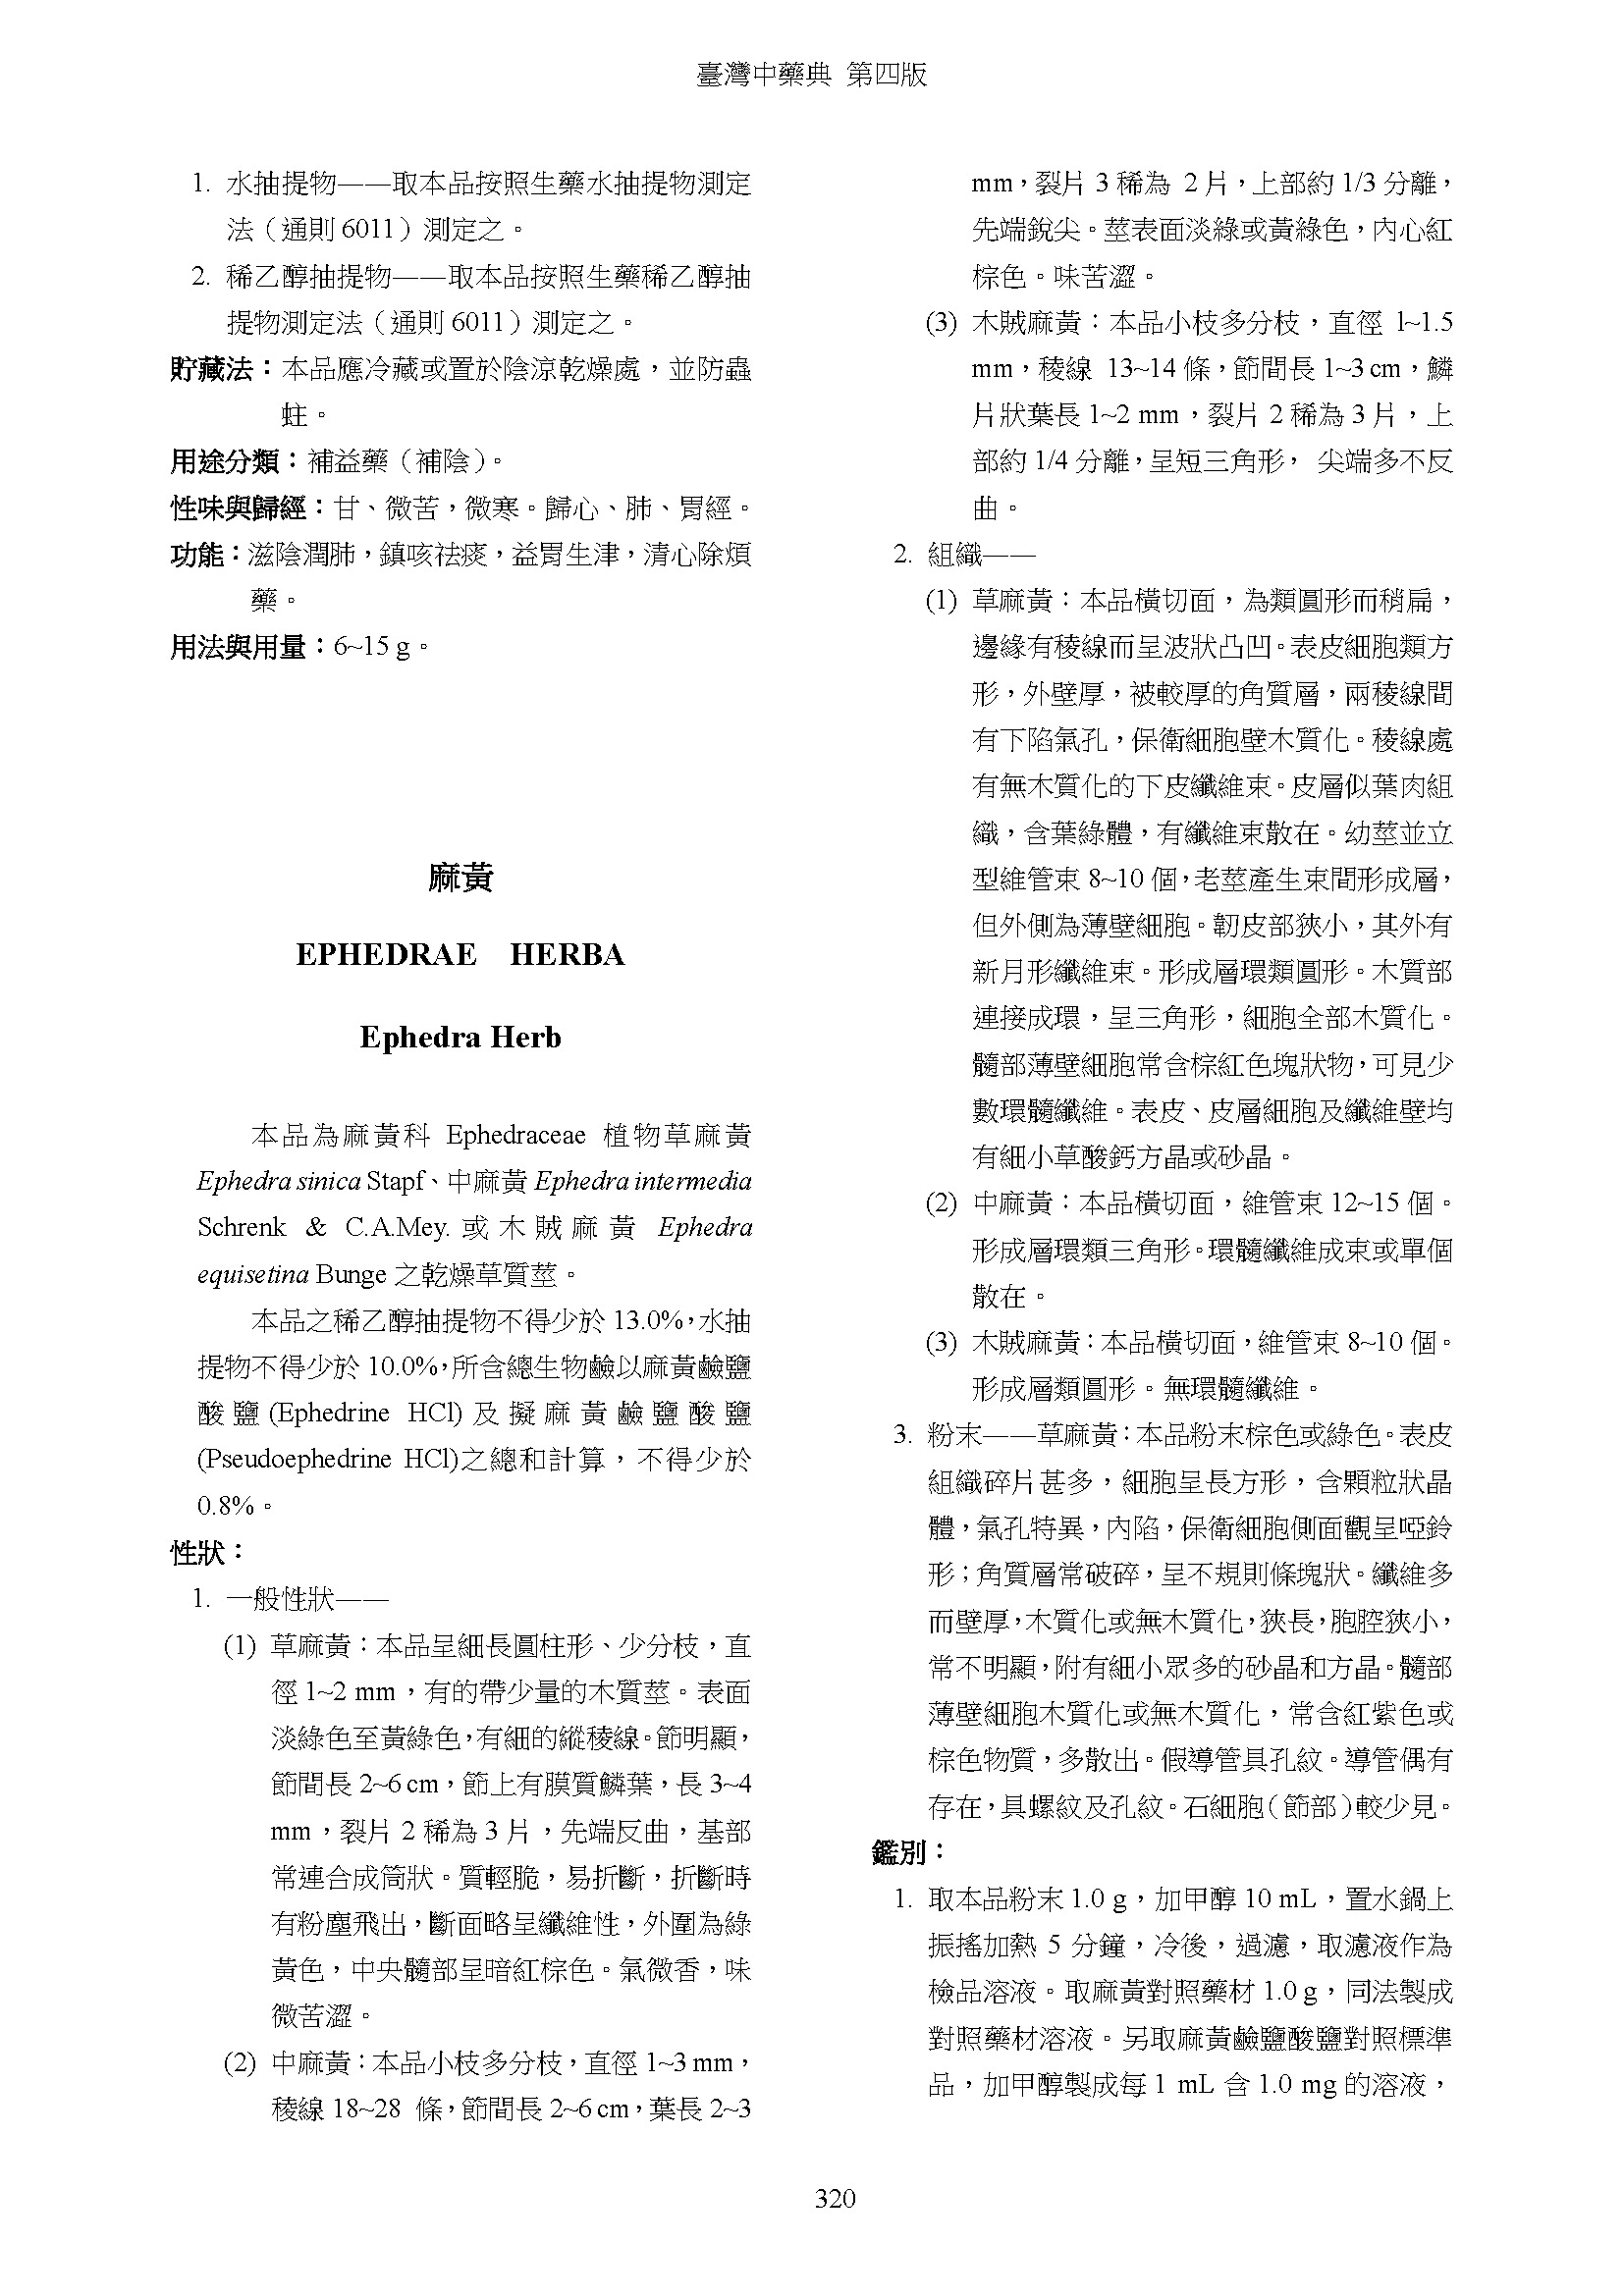 臺灣中藥典 第四版
1. 水抽提物——取本品按照生藥水抽提物測定
法（通則 6011）測定之。
2. 稀乙醇抽提物——取本品按照生藥稀乙醇抽
提物測定法（通則 6011）測定之。
貯藏法：本品應冷藏或置於陰涼乾燥處，並防蟲
蛀。
用途分類：補益藥（補陰）。
性味與歸經：甘、微苦，微寒。歸心、肺、胃經。
功能：滋陰潤肺，鎮咳祛痰，益胃生津，清心除煩
藥。
用法與用量：6~15 g。
麻黃
EPHEDRAE HERBA
Ephedra Herb
本品為麻黃科 Ephedraceae 植物草麻黃
Ephedra sinica Stapf、中麻黃 Ephedra intermedia
Schrenk & C.A.Mey. 或木賊麻黃 Ephedra
equisetina Bunge 之乾燥草質莖。
本品之稀乙醇抽提物不得少於 13.0%，水抽
提物不得少於 10.0%，所含總生物鹼以麻黃鹼鹽
酸鹽 (Ephedrine HCl) 及擬麻黃鹼鹽酸鹽
(Pseudoephedrine HCl)之總和計算，不得少於
0.8%。
性狀：
1. 一般性狀——
(1) 草麻黃：本品呈細長圓柱形、少分枝，直
徑 1~2 mm，有的帶少量的木質莖。表面
淡綠色至黃綠色，有細的縱稜線。節明顯，
節間長 2~6 cm，節上有膜質鱗葉，長 3~4
mm，裂片 2 稀為 3 片，先端反曲，基部
常連合成筒狀。質輕脆，易折斷，折斷時
有粉塵飛出，斷面略呈纖維性，外圍為綠
黃色，中央髓部呈暗紅棕色。氣微香，味
微苦澀。
(2) 中麻黃：本品小枝多分枝，直徑 1~3 mm，
稜線 18~28 條，節間長 2~6 cm，葉長 2~3
mm，裂片 3 稀為 2 片，上部約 1/3 分離，
先端銳尖。莖表面淡綠或黃綠色，內心紅
棕色。味苦澀。
(3) 木賊麻黃：本品小枝多分枝，直徑 1~1.5
mm，稜線 13~14 條，節間長 1~3 cm，鱗
片狀葉長 1~2 mm，裂片 2 稀為 3 片，上
部約 1/4 分離，呈短三角形， 尖端多不反
曲。
2. 組織——
(1) 草麻黃：本品橫切面，為類圓形而稍扁，
邊緣有稜線而呈波狀凸凹。表皮細胞類方
形，外壁厚，被較厚的角質層，兩稜線間
有下陷氣孔，保衛細胞壁木質化。稜線處
有無木質化的下皮纖維束。皮層似葉肉組
織，含葉綠體，有纖維束散在。幼莖並立
型維管束 8~10 個，老莖產生束間形成層，
但外側為薄壁細胞。韌皮部狹小，其外有
新月形纖維束。形成層環類圓形。木質部
連接成環，呈三角形，細胞全部木質化。
髓部薄壁細胞常含棕紅色塊狀物，可見少
數環髓纖維。表皮、皮層細胞及纖維壁均
有細小草酸鈣方晶或砂晶。
(2) 中麻黃：本品橫切面，維管束 12~15 個。
形成層環類三角形。環髓纖維成束或單個
散在。
(3) 木賊麻黃：本品橫切面，維管束 8~10 個。
形成層類圓形。無環髓纖維。
3. 粉末——草麻黃：本品粉末棕色或綠色。表皮
組織碎片甚多，細胞呈長方形，含顆粒狀晶
體，氣孔特異，內陷，保衛細胞側面觀呈啞鈴
形；角質層常破碎，呈不規則條塊狀。纖維多
而壁厚，木質化或無木質化，狹長，胞腔狹小，
常不明顯，附有細小眾多的砂晶和方晶。髓部
薄壁細胞木質化或無木質化，常含紅紫色或
棕色物質，多散出。假導管具孔紋。導管偶有
存在，具螺紋及孔紋。石細胞（節部）較少見。
鑑別：
1. 取本品粉末 1.0 g，加甲醇 10 mL，置水鍋上
振搖加熱 5 分鐘，冷後，過濾，取濾液作為
檢品溶液。取麻黃對照藥材 1.0 g，同法製成
對照藥材溶液。另取麻黃鹼鹽酸鹽對照標準
品，加甲醇製成每 1 mL 含 1.0 mg 的溶液，
320